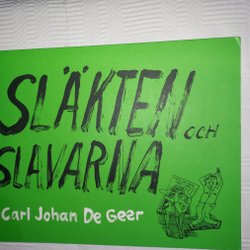 SLÄKTEN OCH
SLAVARNA
Carl Johan De Geer